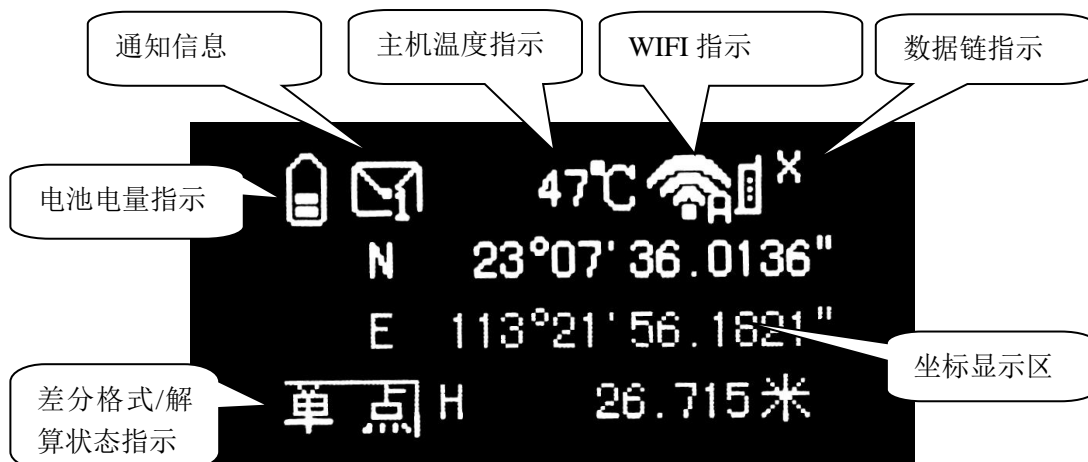 通知信息
主机温度指示
WIFI 指示
数据链指示
电池电量指示
47℃
A
X
N 23°07'36.0136"
E 113°21'56.1621"
坐标显示区
差分格式/解
算状态指示
单点 H 26.715米